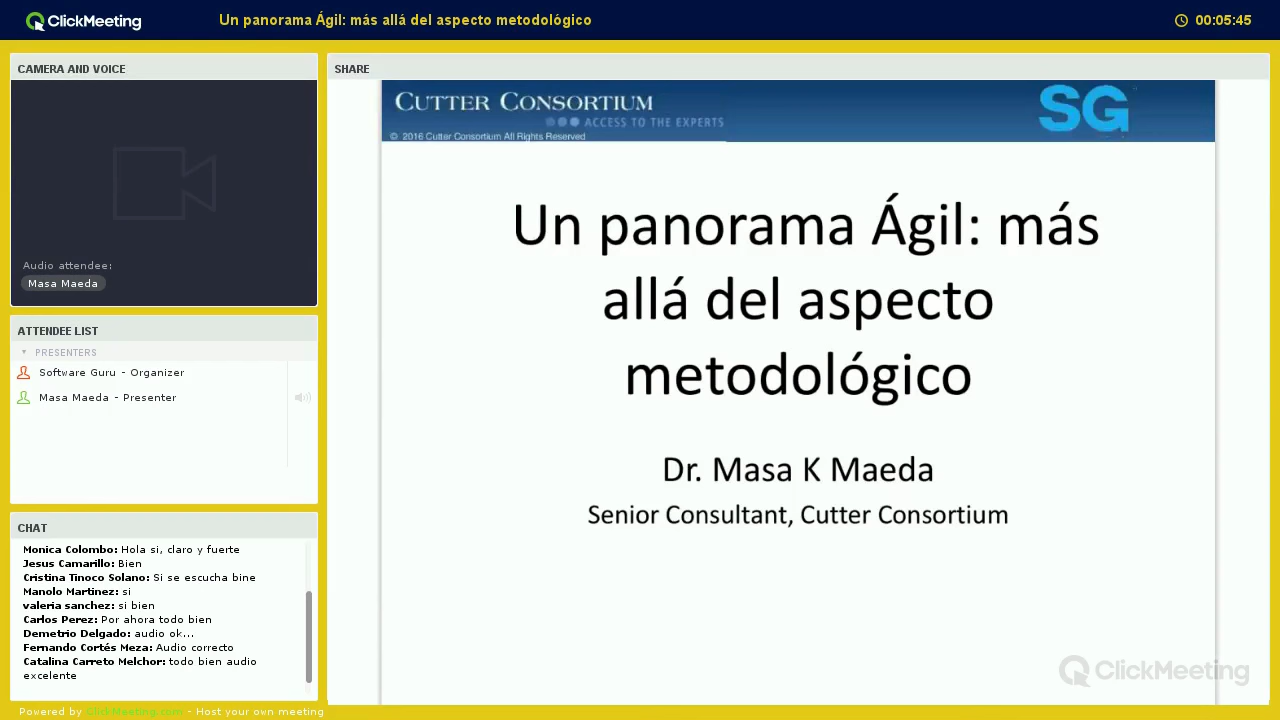 ClickMeeting
Un panorama Ágil: más allá del aspecto metodológico
00:05:45
CAMERA AND VOICE
Audio attendee:
Masa Maeda
ATTENDEE LIST
PRESENTERS
Software Guru - Organizer
Masa Maeda - Presenter
CHAT
Monica Colombo: Hola si, claro y fuerte
Jesus Camarillo: Bien
Cristina Tinoco Solano: Si se escucha bine
Manolo Martinez: si
valeria sanchez: si bien
Carlos Perez: Por ahora todo bien
Demetrio Delgado: audio ok...
Fernando Cortés Meza: Audio correcto
Catalina Carreto Melchor: todo bien audio
excelente
Powered by ClickMeeting.com - Host your own meeting
SHARE
CUTTER CONSORTIUM
ACCESS TO THE EXPERTS
© 2016 Cutter Consortium All Rights Reserved
SG
Un panorama Ágil: más
allá del aspecto
metodológico
Dr. Masa K Maeda
Senior Consultant, Cutter Consortium
ClickMeeting